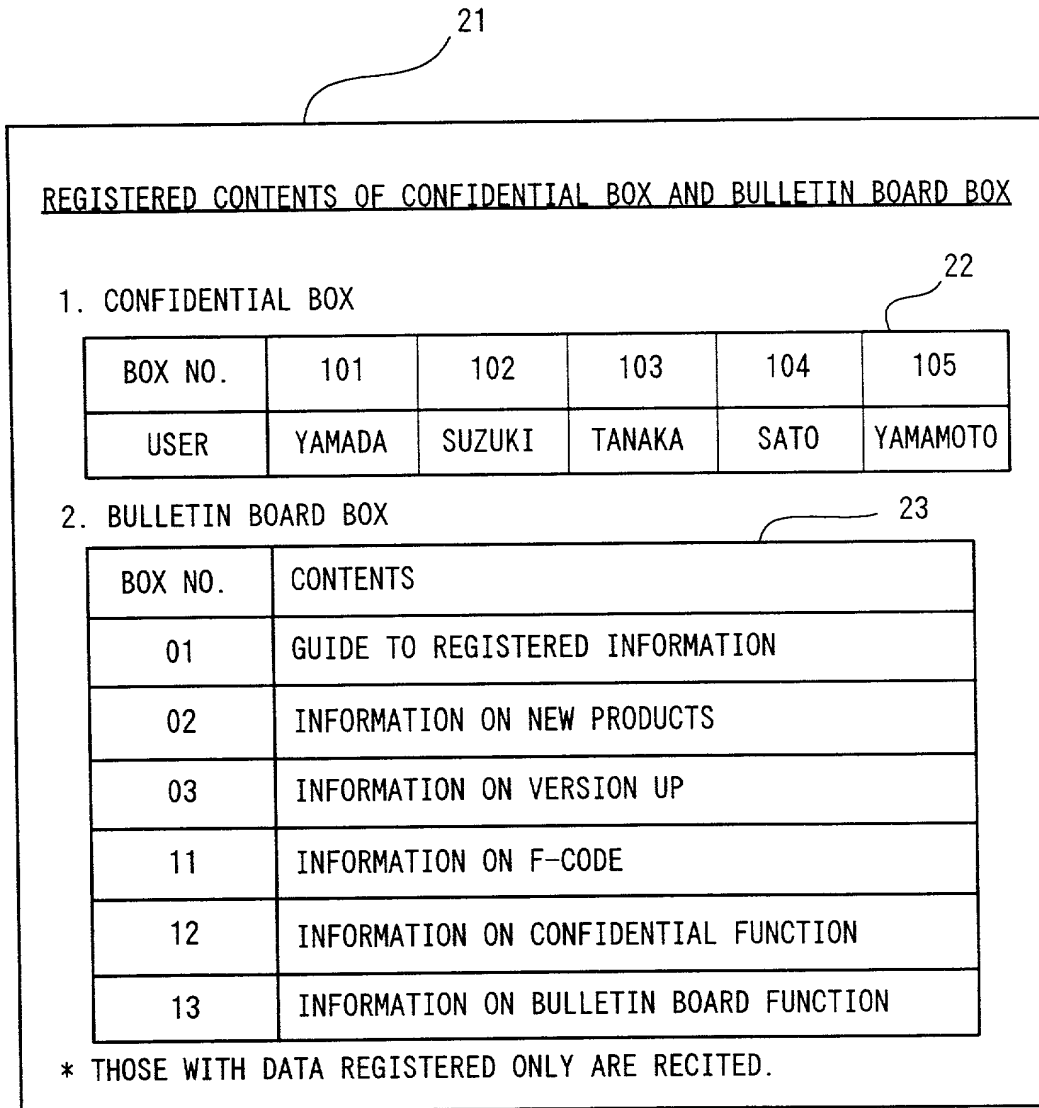 21
REGISTERED CONTENTS OF CONFIDENTIAL BOX AND BULLETIN BOARD BOX
22
1. CONFIDENTIAL BOX
BOX NO. 101 102 103 104 105
USER YAMADA SUZUKI TANAKA SATO YAMAMOTO
2. BULLETIN BOARD BOX
23
BOX NO. CONTENTS
01 GUIDE TO REGISTERED INFORMATION
02 INFORMATION ON NEW PRODUCTS
03 INFORMATION ON VERSION UP
11 INFORMATION ON F-CODE
12 INFORMATION ON CONFIDENTIAL FUNCTION
13 INFORMATION ON BULLETIN BOARD FUNCTION
* THOSE WITH DATA REGISTERED ONLY ARE RECITED.